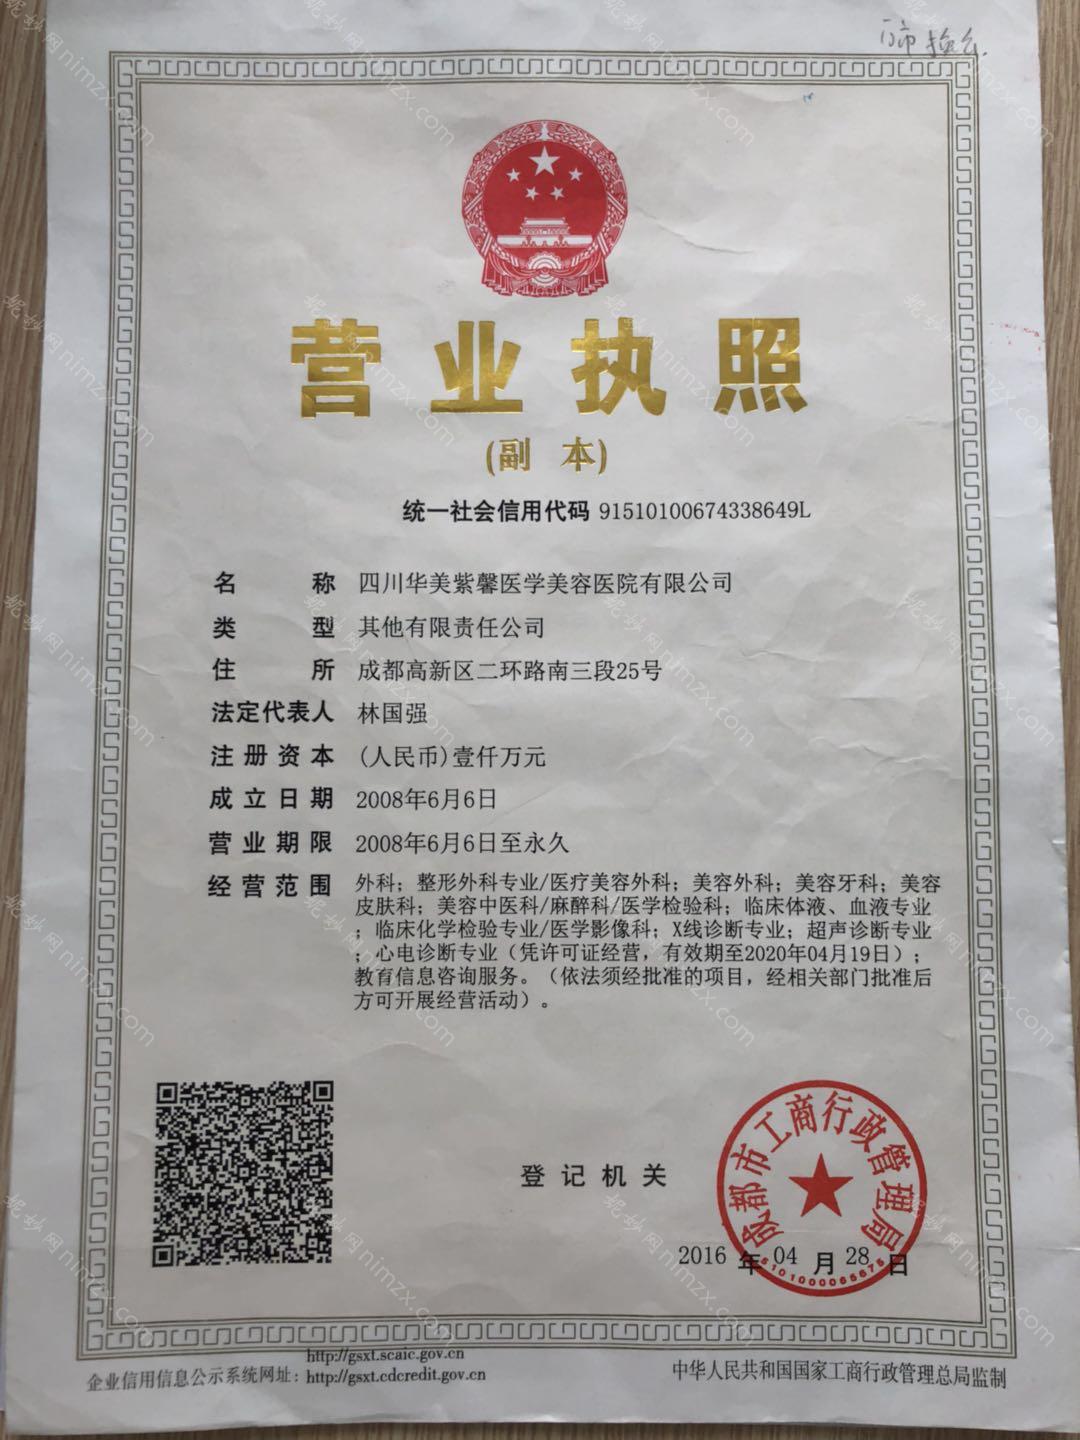 营业执照
(副 本)
统一社会信用代码 91510100674338649L
名 称 四川华美紫馨医学美容医院有限公司
类 型 其他有限责任公司
住 所 成都高新区二环路南三段25号
法定代表人 林国强
注册资本 (人民币)壹仟万元
成立日期 2008年6月6日
营业期限 2008年6月6日至永久
经营范围 外科；整形外科专业/医疗美容外科；美容外科；美容牙科；美容
皮肤科；美容中医科/麻醉科/医学检验科；临床体液、血液专业
；临床化学检验专业/医学影像科；X线诊断专业；超声诊断专业
；心电诊断专业（凭许可证经营，有效期至2020年04月19日）；
教育信息咨询服务。（依法须经批准的项目，经相关部门批准后
方可开展经营活动）。
登记机关
成都市工商行政管理局
5101000065675
2016 年 04 月 28 日
http://gsxt.scaic.gov.cn
企业信用信息公示系统网址：http://gsxt.cdcredit.gov.cn
中华人民共和国国家工商行政管理总局监制
妮妙网nimzx.com